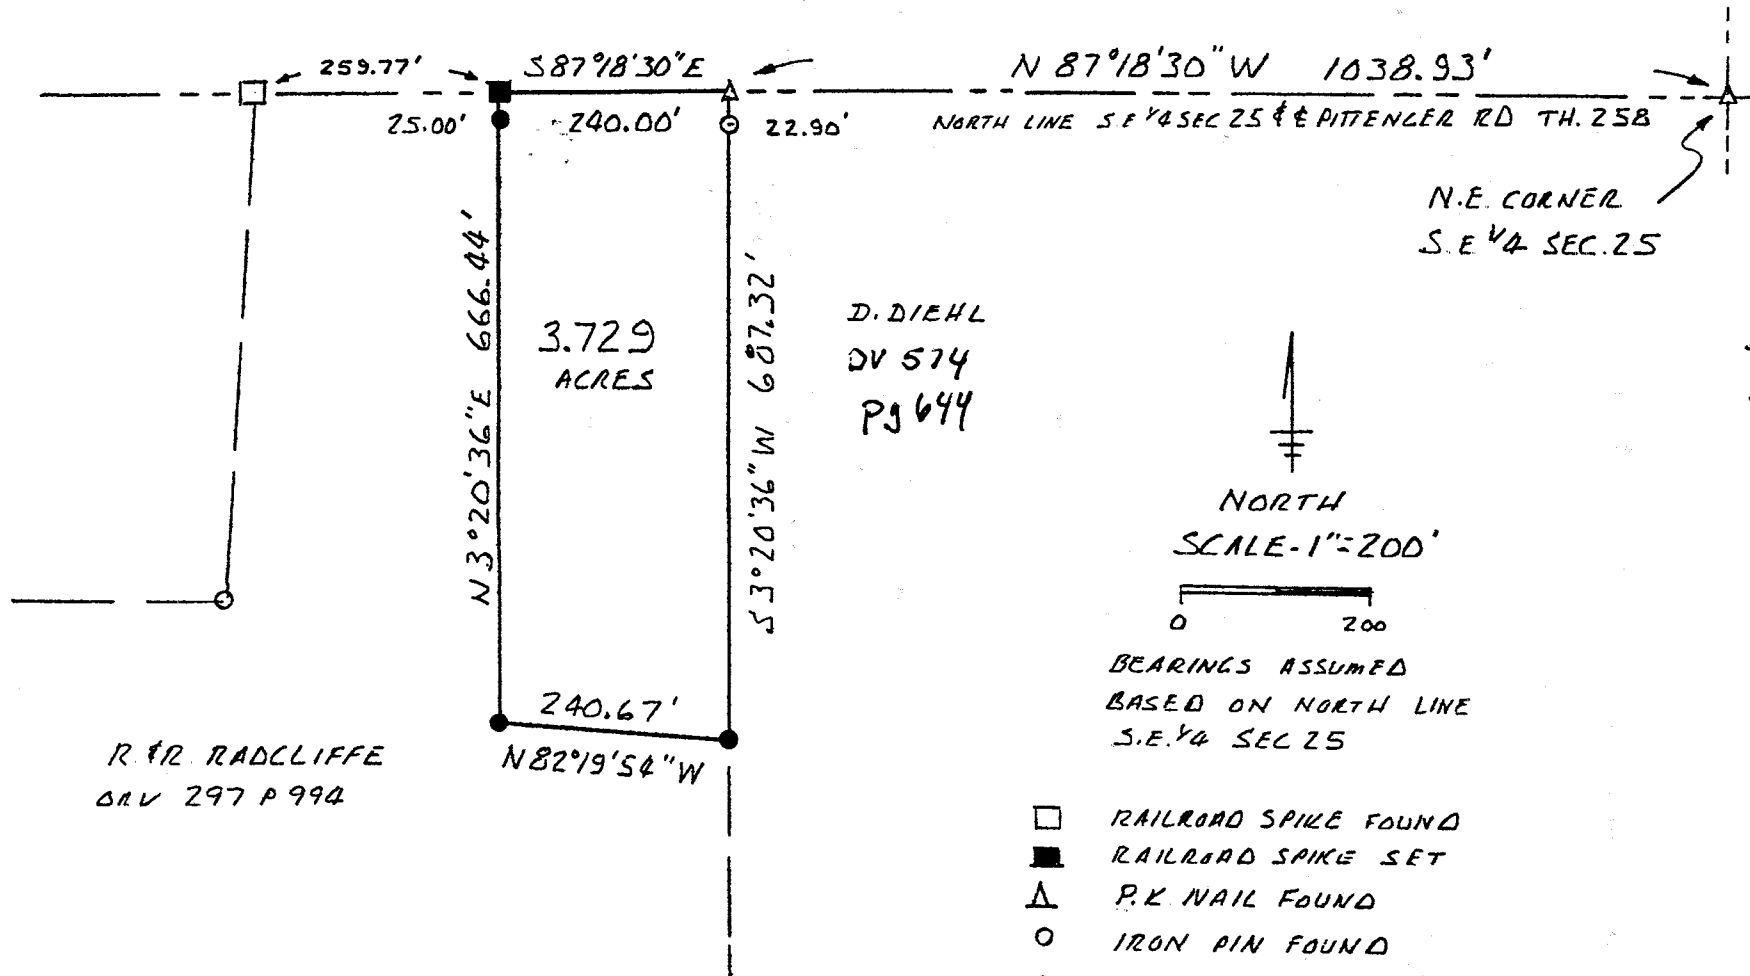 259.77'
S87°18'30"E
N 87°18'30"W 1038.93'
25.00'
240.00'
22.90'
NORTH LINE S.E 1/4 SEC 25 & ℄ PITTENGER RD TH. 258
N.E. CORNER
S.E 1/4 SEC. 25
N3°20'36"E 666.44'
3.729
ACRES
S3°20'36"W 687.32'
D. DIEHL
DV 574
Pg 644
NORTH
SCALE-1"=200'
0 200
BEARINGS ASSUMED
BASED ON NORTH LINE
S.E. 1/4 SEC 25
240.67'
N82°19'54"W
R & R RADCLIFFE
ORV 297 P 994
RAILROAD SPIKE FOUND
RAILROAD SPIKE SET
P.K. NAIL FOUND
IRON PIN FOUND